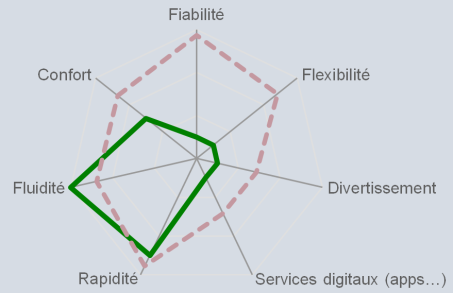 Fiabilité
Confort
Flexibilité
Fluidité
Divertissement
Rapidité
Services digitaux (apps...)